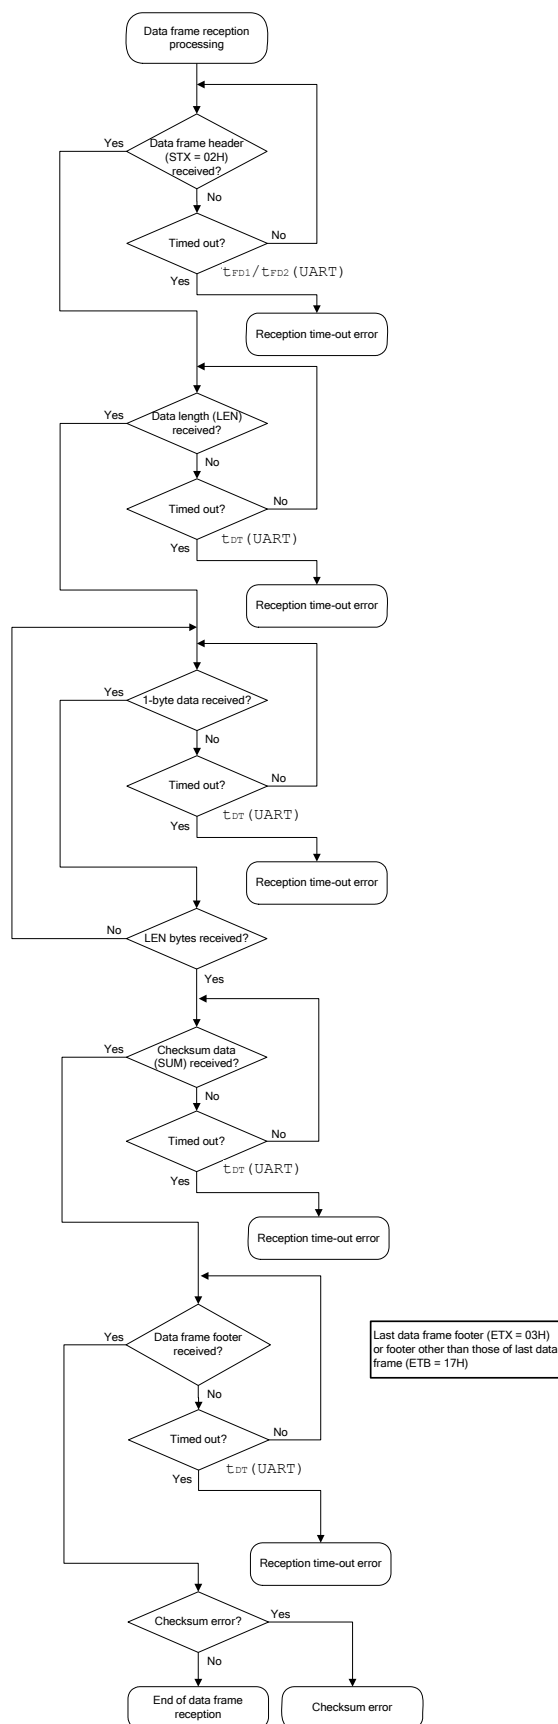 Data frame reception
processing
Yes
Data frame header
(STX = 02H)
received?
No
Timed out?
No
Yes
tFD1/tFD2(UART)
Reception time-out error
Yes
Data length (LEN)
received?
No
Timed out?
No
Yes
tDT(UART)
Reception time-out error
Yes
1-byte data received?
No
Timed out?
No
Yes
tDT(UART)
Reception time-out error
No
LEN bytes received?
Yes
Yes
Checksum data
(SUM) received?
No
Timed out?
No
Yes
tDT(UART)
Reception time-out error
Yes
Data frame footer
received?
Last data frame footer (ETX = 03H)
or footer other than those of last data
frame (ETB = 17H)
No
Timed out?
No
Yes
tDT(UART)
Reception time-out error
Checksum error?
Yes
No
End of data frame
reception
Checksum error